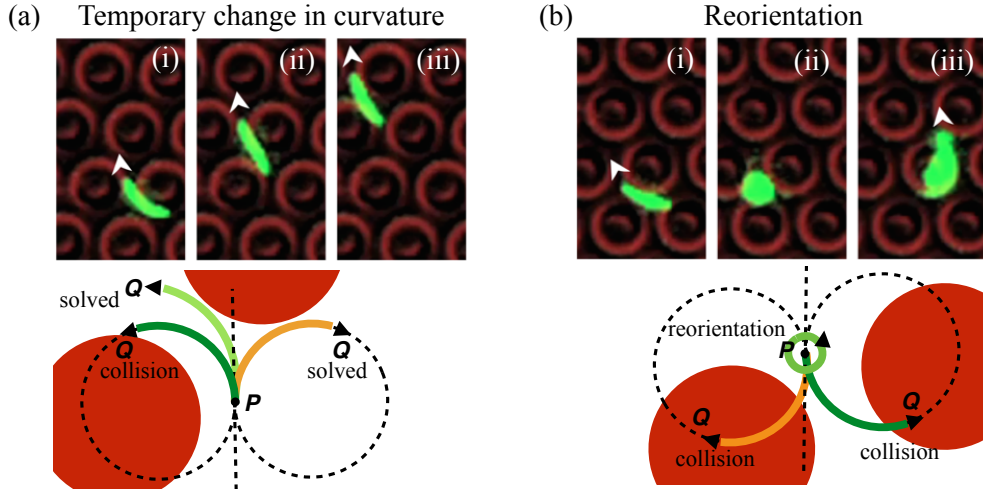 (a) Temporary change in curvature
(i) (ii) (iii)
Q
solved
Q
collision
Q
solved
P
(b) Reorientation
(i) (ii) (iii)
reorientation
P
Q
collision
Q
collision